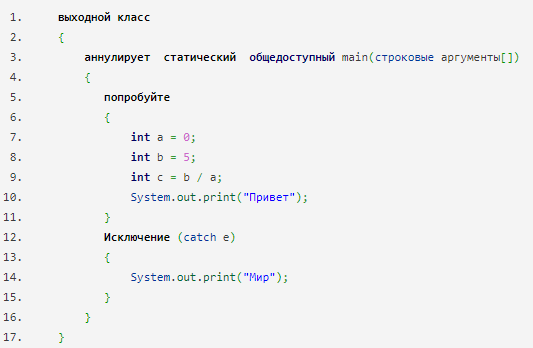 1. выходной класс
2. {
3. аннулирует статический общедоступный main(строковые аргументы[])
4. {
5. попробуйте
6. {
7. int a = 0;
8. int b = 5;
9. int c = b / a;
10. System.out.print("Привет");
11. }
12. Исключение (catch e)
13. {
14. System.out.print("Мир");
15. }
16. }
17. }